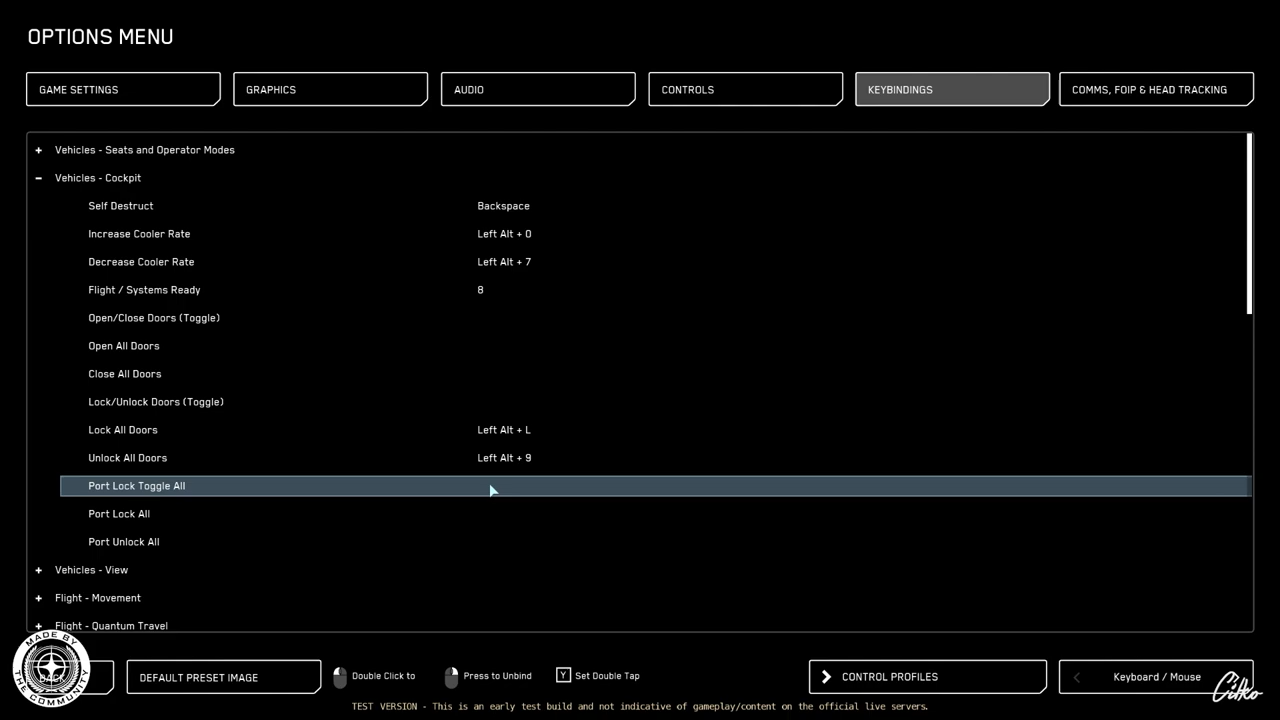 OPTIONS MENU
GAME SETTINGS
GRAPHICS
AUDIO
CONTROLS
KEYBINDINGS
COMMS, FOIP & HEAD TRACKING
+ Vehicles - Seats and Operator Modes
− Vehicles - Cockpit
Self Destruct Backspace
Increase Cooler Rate Left Alt + 0
Decrease Cooler Rate Left Alt + 7
Flight / Systems Ready 8
Open/Close Doors (Toggle)
Open All Doors
Close All Doors
Lock/Unlock Doors (Toggle)
Lock All Doors Left Alt + L
Unlock All Doors Left Alt + 9
Port Lock Toggle All
Port Lock All
Port Unlock All
+ Vehicles - View
+ Flight - Movement
+ Flight - Quantum Travel
MADE BY
THE COMMUNITY
DEFAULT PRESET IMAGE
Double Click to
Press to Unbind
Y Set Double Tap
CONTROL PROFILES
Keyboard / Mouse
TEST VERSION - This is an early test build and not indicative of gameplay/content on the official live servers.